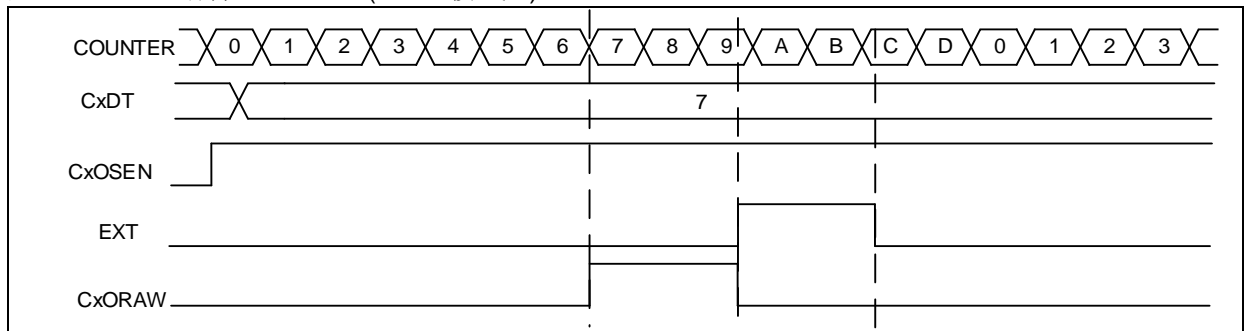 COUNTER 0 1 2 3 4 5 6 7 8 9 A B C D 0 1 2 3
CxDT 7
CxOSEN
EXT
CxORAW